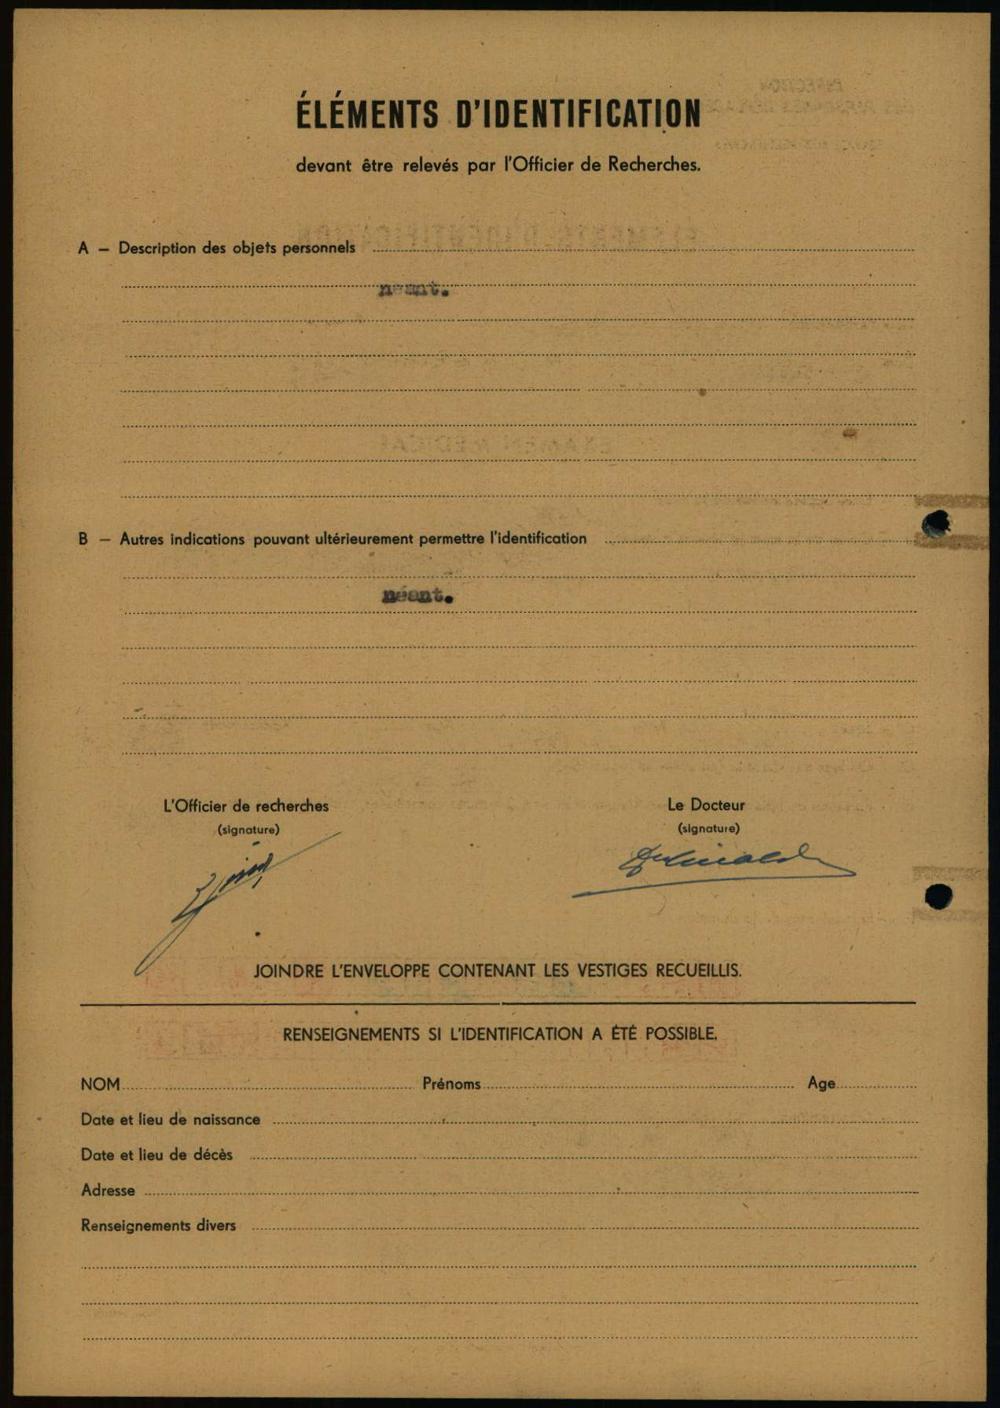 ÉLÉMENTS D'IDENTIFICATION
devant être relevés par l'Officier de Recherches.
A — Description des objets personnels
néant.
B — Autres indications pouvant ultérieurement permettre l'identification
néant.
L'Officier de recherches
(signature)
Le Docteur
(signature)
JOINDRE L'ENVELOPPE CONTENANT LES VESTIGES RECUEILLIS.
RENSEIGNEMENTS SI L'IDENTIFICATION A ÉTÉ POSSIBLE.
NOM Prénoms Age
Date et lieu de naissance
Date et lieu de décès
Adresse
Renseignements divers